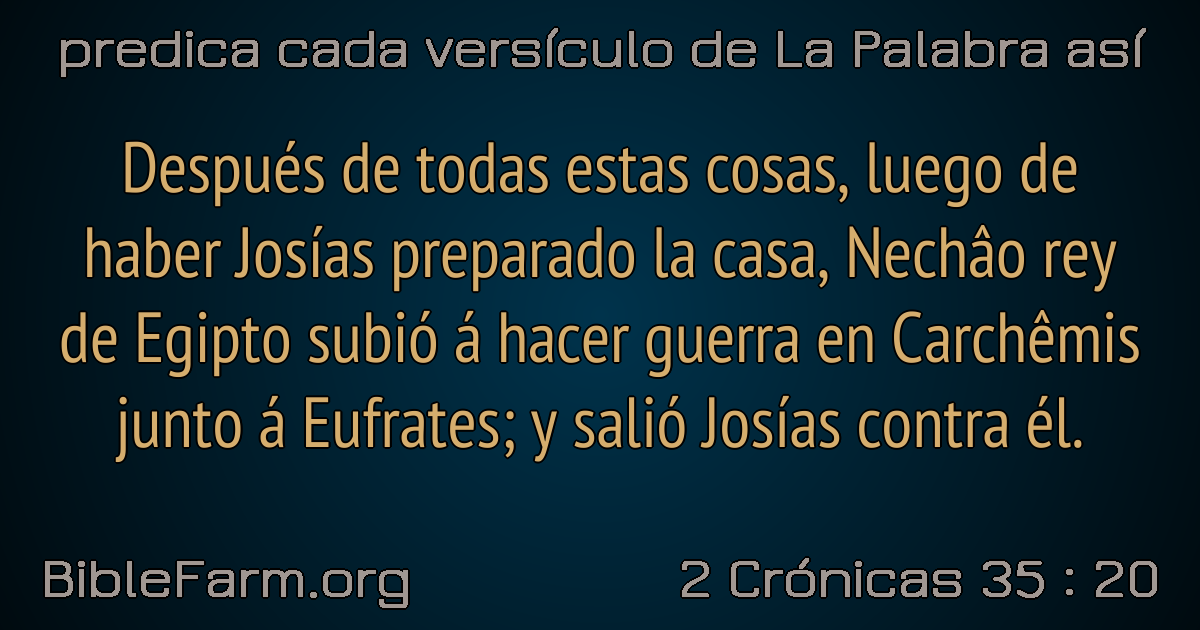 predica cada versículo de La Palabra así
Después de todas estas cosas, luego de
haber Josías preparado la casa, Nechâo rey
de Egipto subió á hacer guerra en Carchêmis
junto á Eufrates; y salió Josías contra él.
BibleFarm.org
2 Crónicas 35 : 20